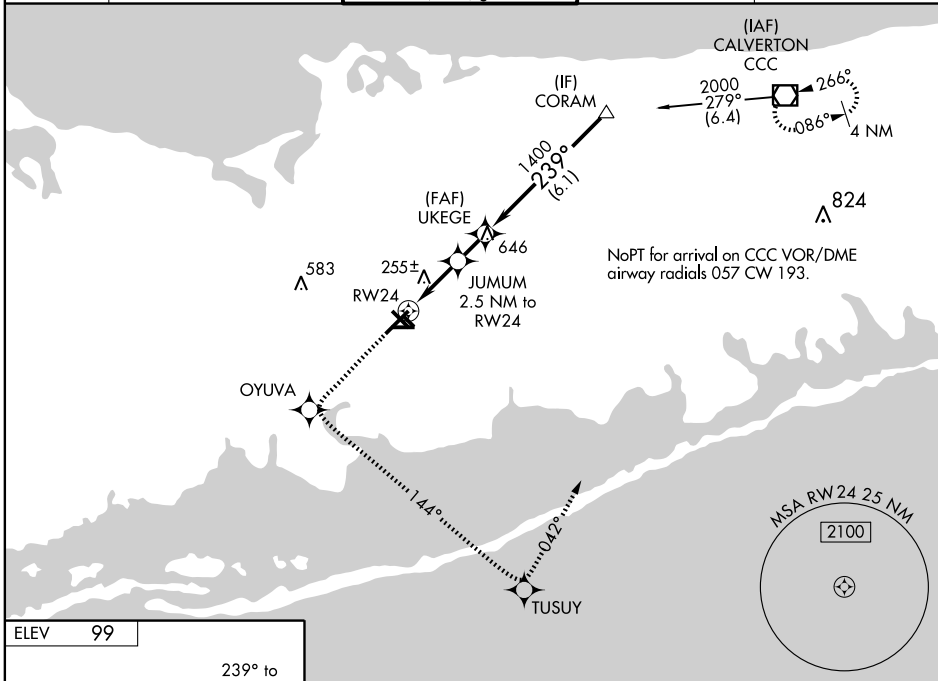 (IAF)
CALVERTON
CCC
(IF)
CORAM
2000
279°
(6.4)
266°
086°
4 NM
1400
239°
(6.1)
(FAF)
UKEGE
824
646
NoPT for arrival on CCC VOR/DME
airway radials 057 CW 193.
583
255±
JUMUM
2.5 NM to
RW24
RW24
OYUVA
144°
042°
TUSUY
MSA RW24 25 NM
2100
ELEV 99
239° to